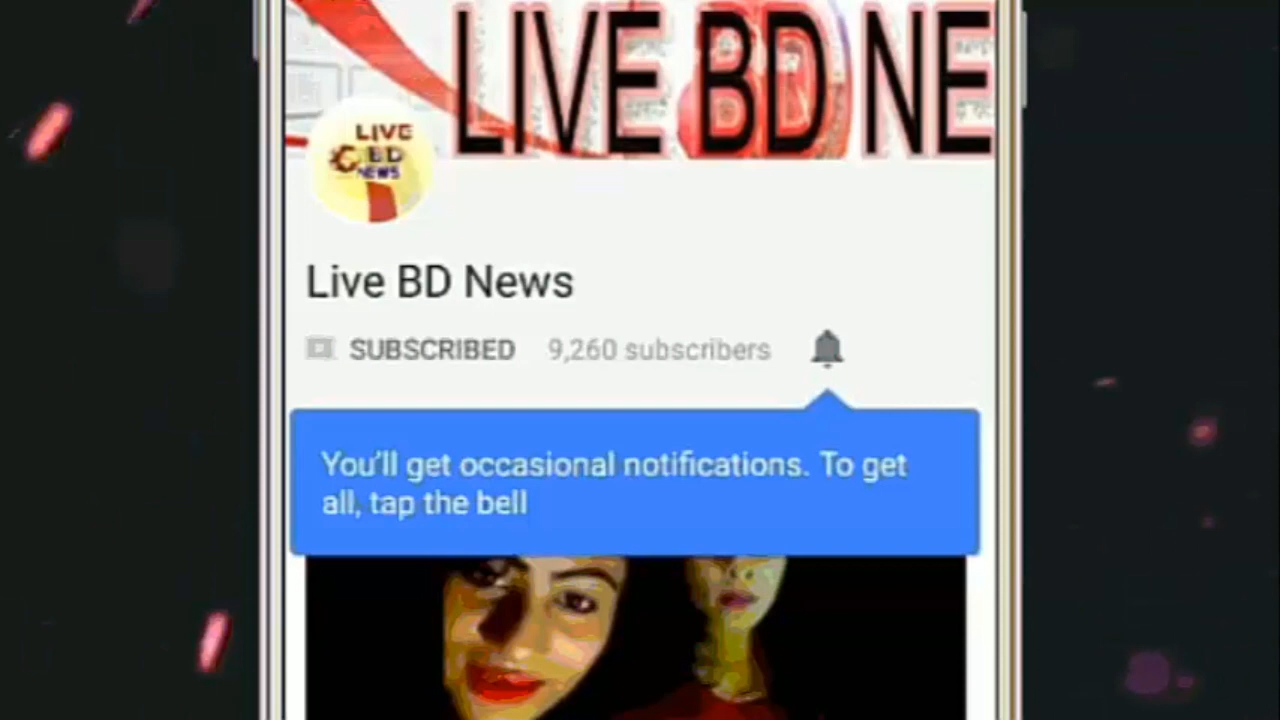 LIVE BD NE
LIVE
BD
NEWS
Live BD News
SUBSCRIBED 9,260 subscribers
You'll get occasional notifications. To get
all, tap the bell